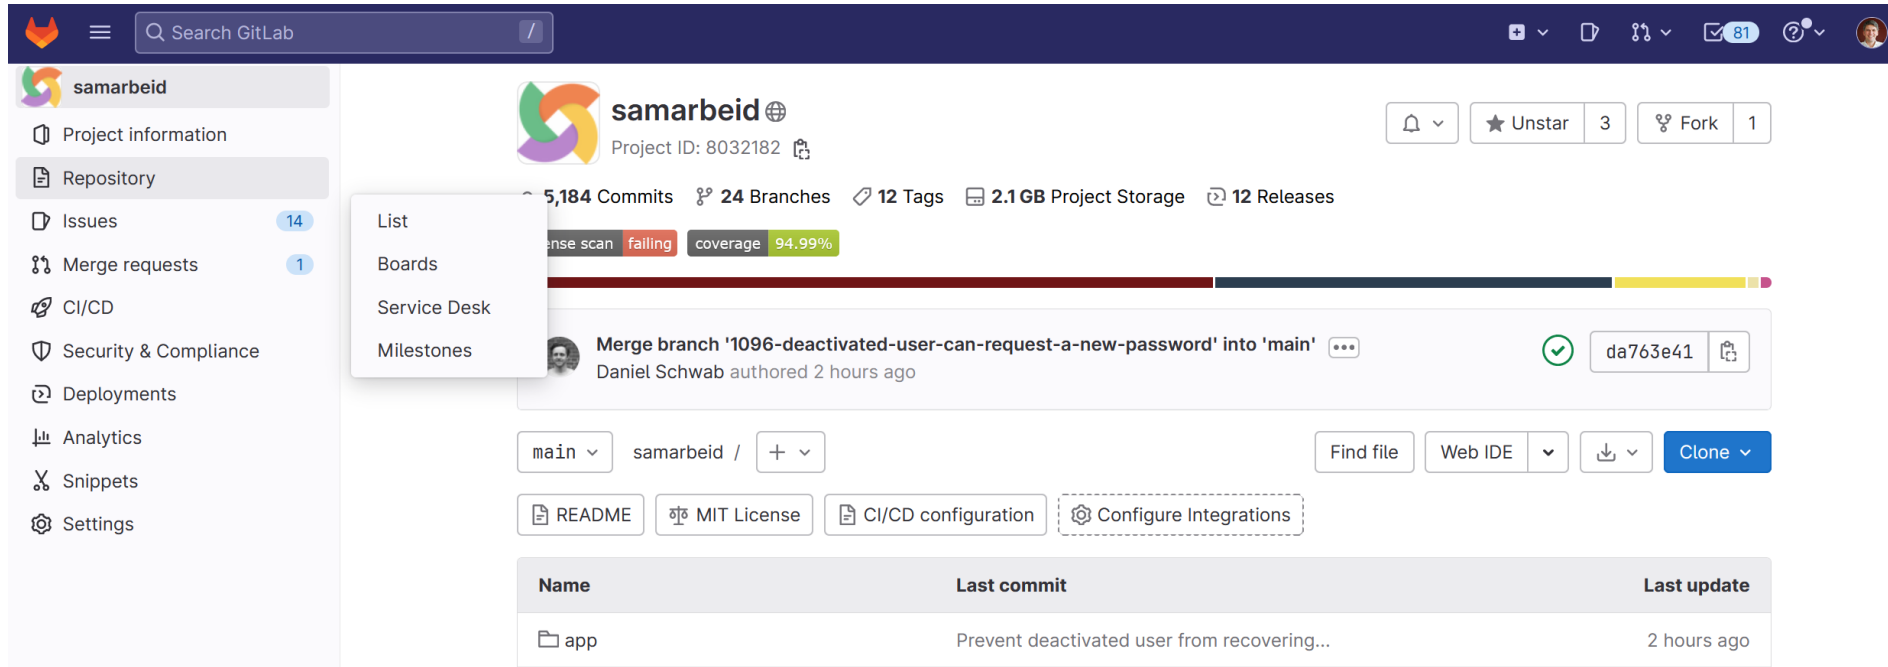 Search GitLab /
81
samarbeid
Project information
Repository
Issues 14
Merge requests 1
CI/CD
Security & Compliance
Deployments
Analytics
Snippets
Settings
List
Boards
Service Desk
Milestones
samarbeid
Project ID: 8032182
Unstar 3
Fork 1
5,184 Commits 24 Branches 12 Tags 2.1 GB Project Storage 12 Releases
scan failing coverage 94.99%
Merge branch '1096-deactivated-user-can-request-a-new-password' into 'main'
Daniel Schwab authored 2 hours ago
da763e41
main samarbeid / + Find file Web IDE Clone
README MIT License CI/CD configuration Configure Integrations
Name Last commit Last update
app Prevent deactivated user from recovering... 2 hours ago